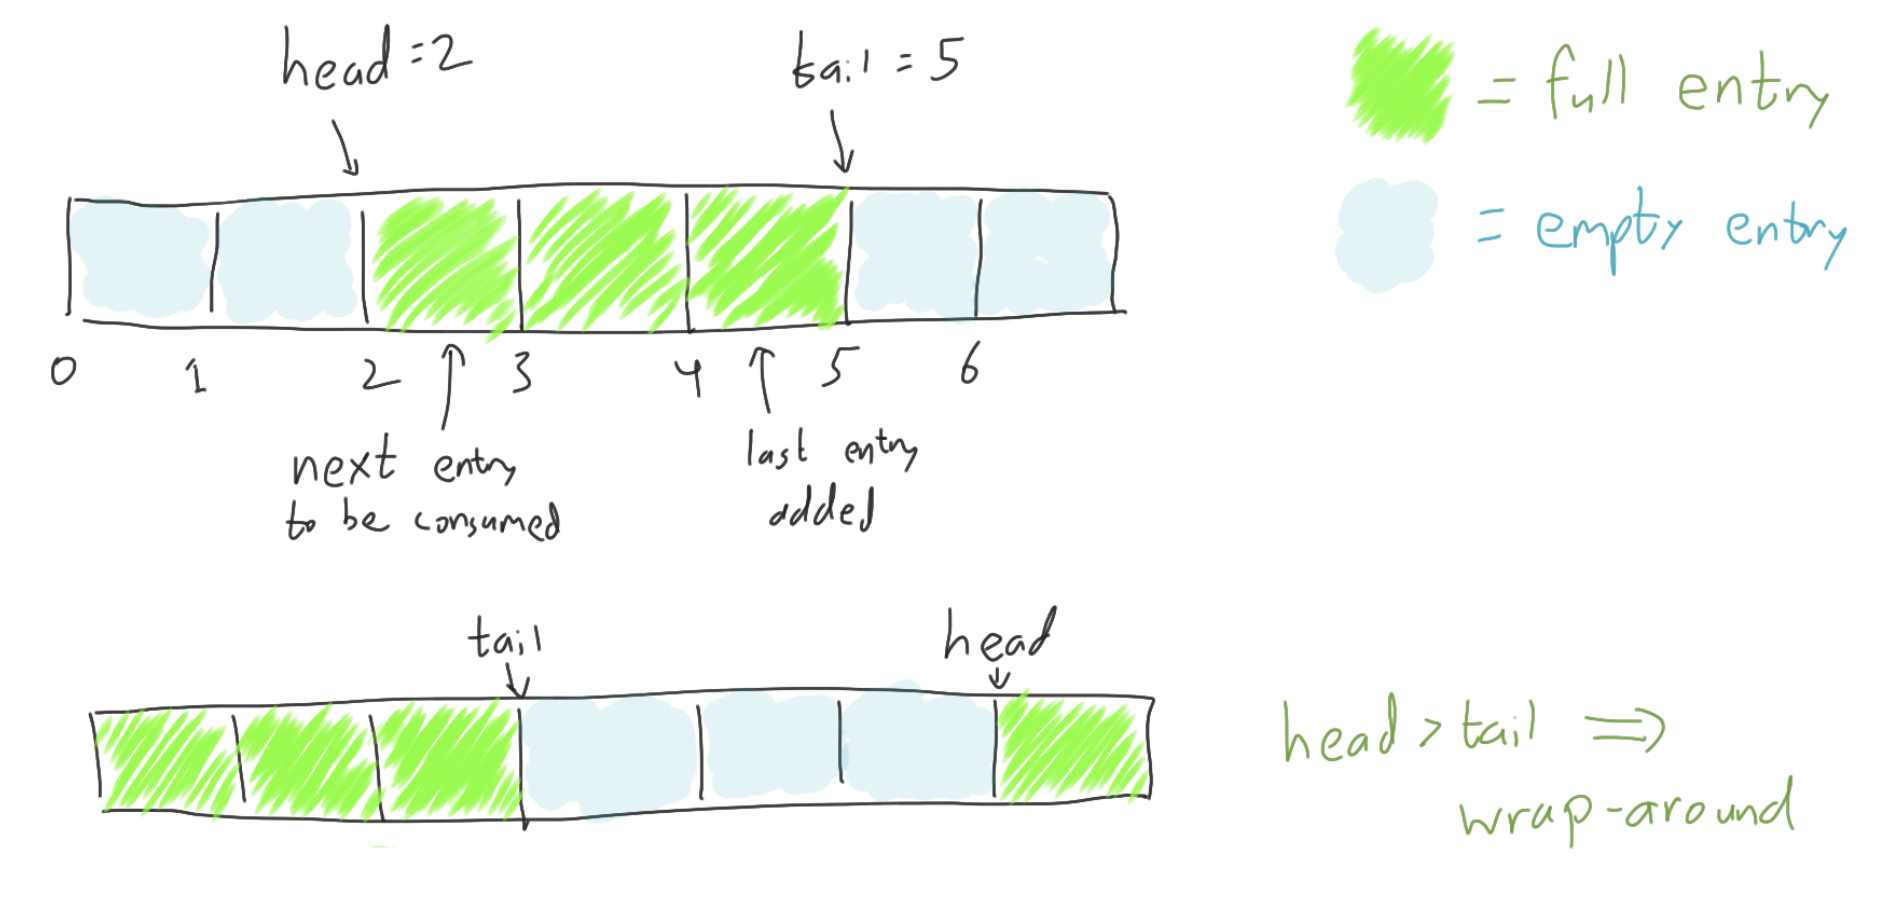 head=2
tail = 5
= full entry
= empty entry
0 1 2 3 4 5 6
next entry
to be consumed
last entry
added
tail
head
head > tail ⇒
wrap-around